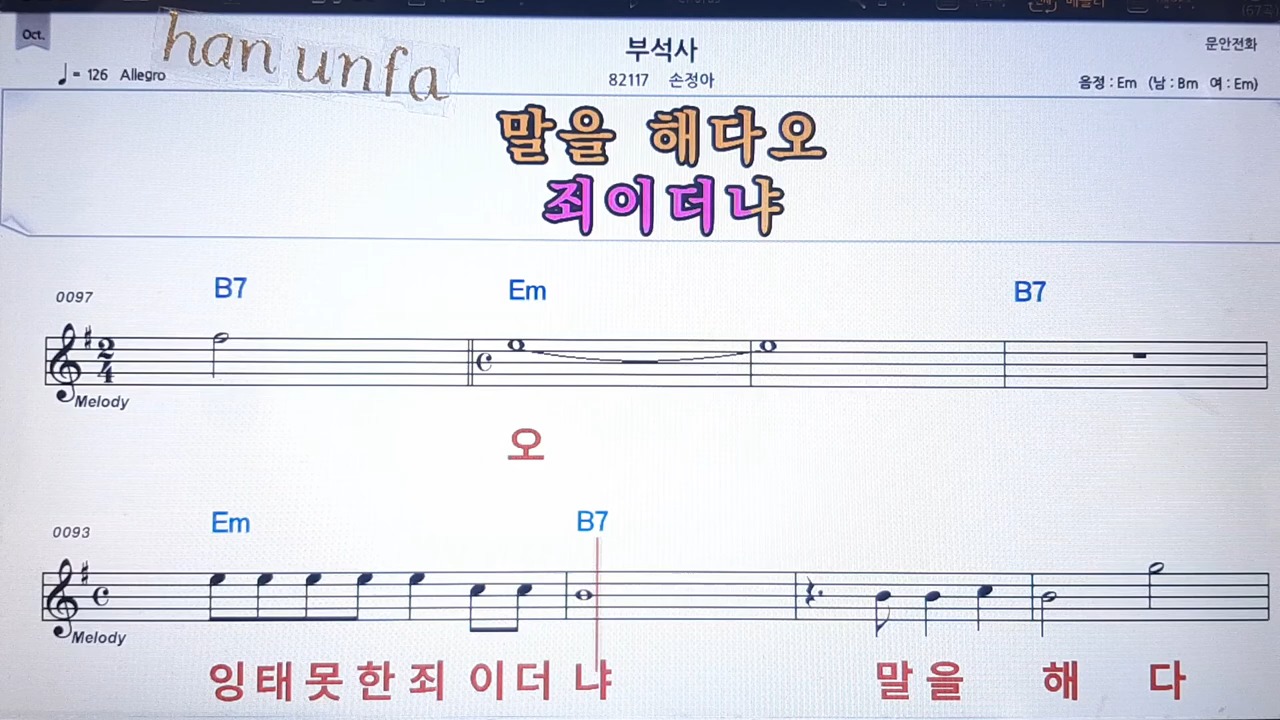 Oct.
han unfa
부석사
문안전화
♩= 126 Allegro
82117 손정아
음정 : Em (남 : Bm 여 : Em)
말을 해다오
죄이더냐
B7 Em B7
0097
2
4
Melody
오
Em B7
0093
Melody
잉태못한죄 이더 냐 말을 해 다